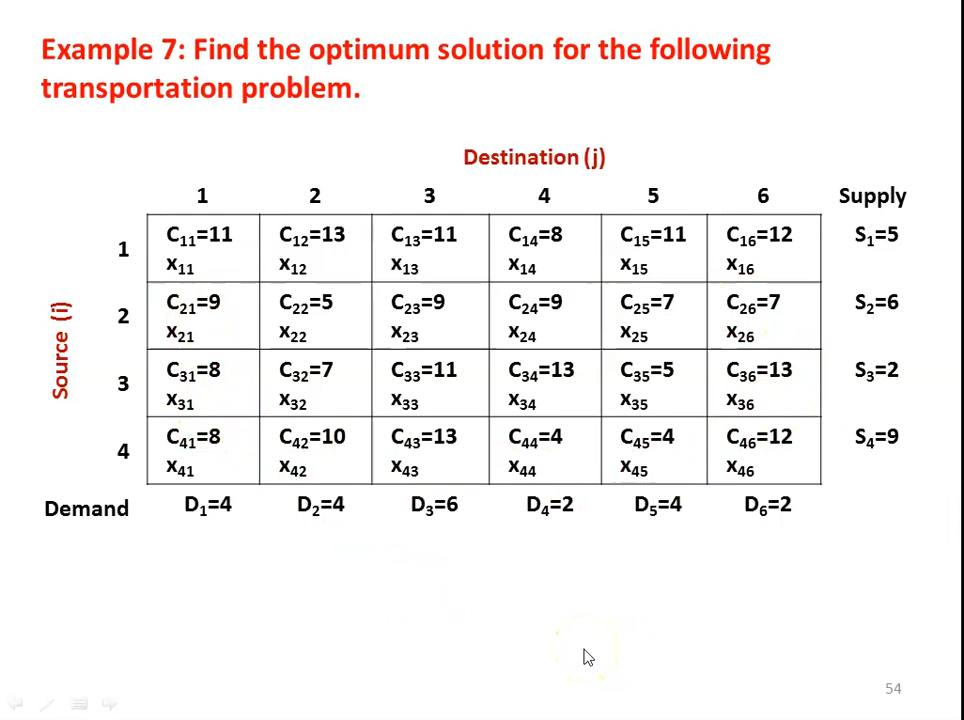 Example 7: Find the optimum solution for the following
transportation problem.
Destination (j)
1 2 3 4 5 6 Supply
C₁₁=11 C₁₂=13 C₁₃=11 C₁₄=8 C₁₅=11 C₁₆=12 S₁=5
1
x₁₁ x₁₂ x₁₃ x₁₄ x₁₅ x₁₆
C₂₁=9 C₂₂=5 C₂₃=9 C₂₄=9 C₂₅=7 C₂₆=7 S₂=6
2
x₂₁ x₂₂ x₂₃ x₂₄ x₂₅ x₂₆
Source (i)
C₃₁=8 C₃₂=7 C₃₃=11 C₃₄=13 C₃₅=5 C₃₆=13 S₃=2
3
x₃₁ x₃₂ x₃₃ x₃₄ x₃₅ x₃₆
C₄₁=8 C₄₂=10 C₄₃=13 C₄₄=4 C₄₅=4 C₄₆=12 S₄=9
4
x₄₁ x₄₂ x₄₃ x₄₄ x₄₅ x₄₆
Demand D₁=4 D₂=4 D₃=6 D₄=2 D₅=4 D₆=2
54